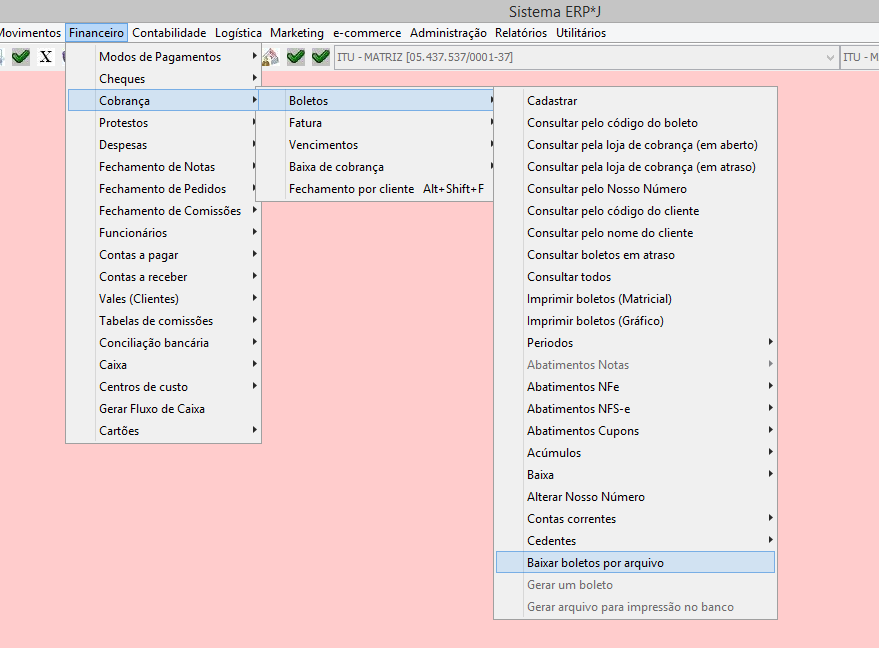 Sistema ERP*J
Movimentos Financeiro Contabilidade Logística Marketing e-commerce Administração Relatórios Utilitários
X ITU - MATRIZ [05.437.537/0001-37] ITU - M
Modos de Pagamentos
Cheques
Cobrança
Protestos
Despesas
Fechamento de Notas
Fechamento de Pedidos
Fechamento de Comissões
Funcionários
Contas a pagar
Contas a receber
Vales (Clientes)
Tabelas de comissões
Conciliação bancária
Caixa
Centros de custo
Gerar Fluxo de Caixa
Cartões
Boletos
Fatura
Vencimentos
Baixa de cobrança
Fechamento por cliente Alt+Shift+F
Cadastrar
Consultar pelo código do boleto
Consultar pela loja de cobrança (em aberto)
Consultar pela loja de cobrança (em atraso)
Consultar pelo Nosso Número
Consultar pelo código do cliente
Consultar pelo nome do cliente
Consultar boletos em atraso
Consultar todos
Imprimir boletos (Matricial)
Imprimir boletos (Gráfico)
Periodos
Abatimentos Notas
Abatimentos NFe
Abatimentos NFS-e
Abatimentos Cupons
Acúmulos
Baixa
Alterar Nosso Número
Contas correntes
Cedentes
Baixar boletos por arquivo
Gerar um boleto
Gerar arquivo para impressão no banco